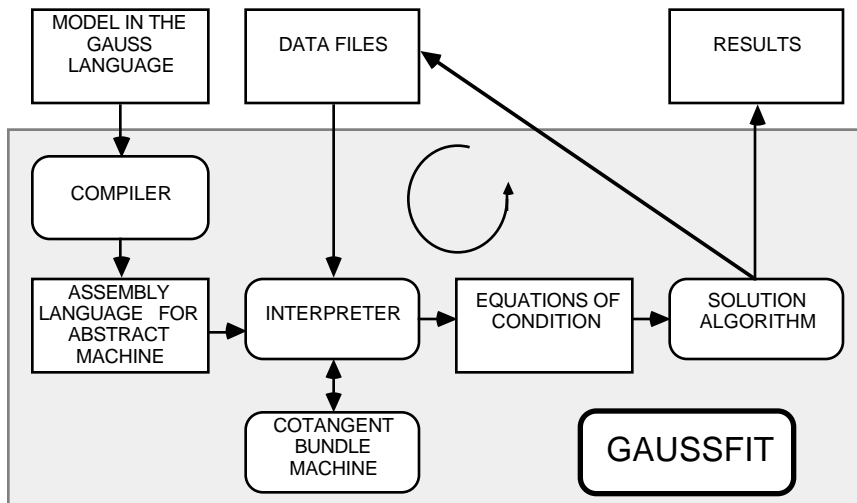 MODEL IN THE
GAUSS
LANGUAGE
DATA FILES
RESULTS
COMPILER
ASSEMBLY
LANGUAGE FOR
ABSTRACT
MACHINE
INTERPRETER
EQUATIONS OF
CONDITION
SOLUTION
ALGORITHM
COTANGENT
BUNDLE
MACHINE
GAUSSFIT